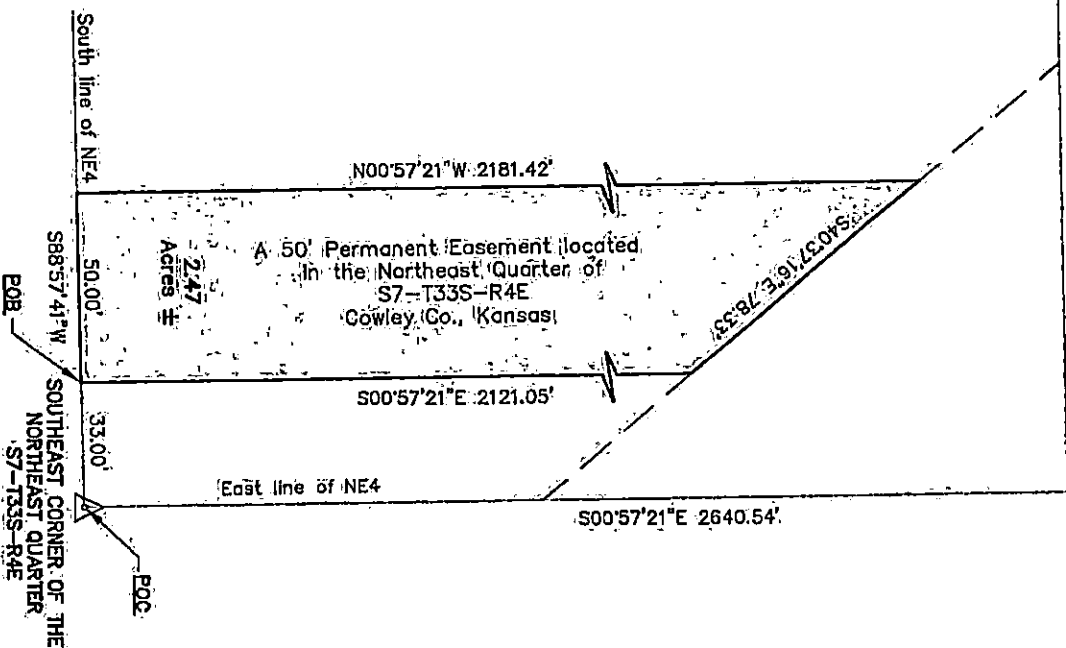 South line of NE4
N00°57'21"W 2181.42'
A 50' Permanent Easement located
in the Northeast Quarter of
S7-T33S-R4E
Cowley Co., Kansas
2.47
Acres ±
S40°37'16"E 78.33'
50.00'
S88°57'41"W
POB
S00°57'21"E 2121.05'
33.00'
East line of NE4
S00°57'21"E 2640.54'
POC
SOUTHEAST CORNER OF THE
NORTHEAST QUARTER
S7-T33S-R4E